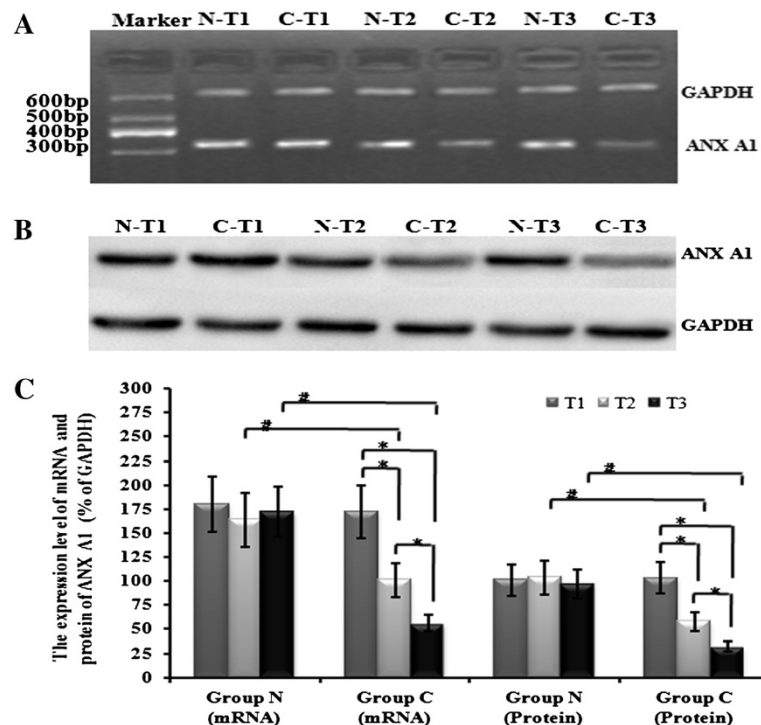 A
Marker N-T1 C-T1 N-T2 C-T2 N-T3 C-T3
600bp
500bp
400bp
300bp
GAPDH
ANX A1
B
N-T1 C-T1 N-T2 C-T2 N-T3 C-T3
ANX A1
GAPDH
C
The expression level of mRNA and
protein of ANX A1 (% of GAPDH)
300
275
250
225
200
175
150
125
100
75
50
25
0
T1 T2 T3
#
#
*
*
*
#
#
*
*
*
Group N
(mRNA)
Group C
(mRNA)
Group N
(Protein)
Group C
(Protein)